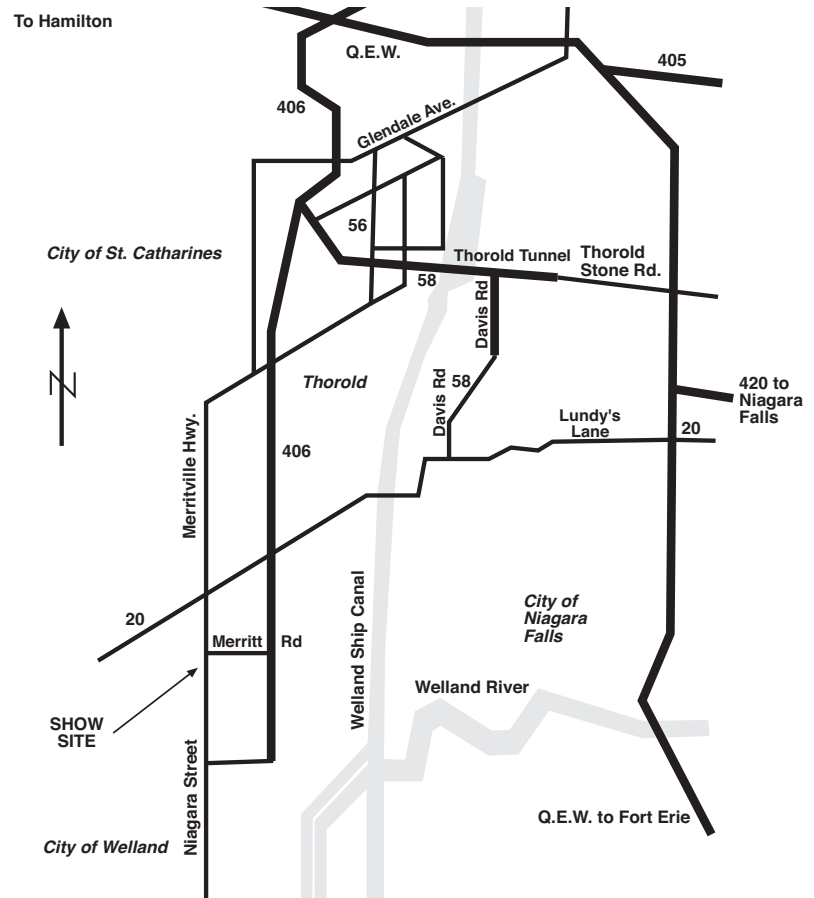 To Hamilton
Q.E.W.
405
406
Glendale Ave.
56
City of St. Catharines
Thorold Tunnel
Thorold
Stone Rd.
58
Davis Rd
N
Thorold
58
Davis Rd
420 to
Niagara
Falls
Lundy's
Lane
20
Merritville Hwy.
406
City of
Niagara
Falls
20
Merritt Rd
Welland Ship Canal
Welland River
SHOW
SITE
Niagara Street
Q.E.W. to Fort Erie
City of Welland